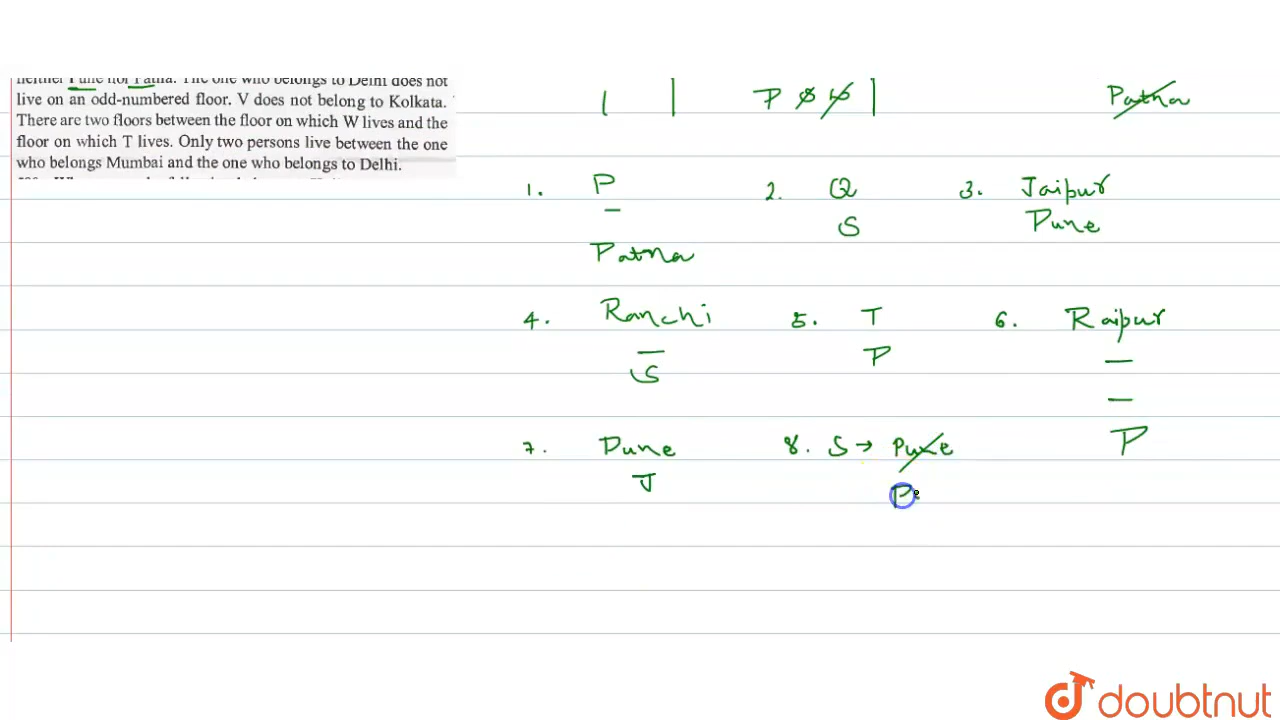 neither Pune nor Patna. The one who belongs to Delhi does not
live on an odd-numbered floor. V does not belong to Kolkata.
There are two floors between the floor on which W lives and the
floor on which T lives. Only two persons live between the one
who belongs Mumbai and the one who belongs to Delhi.
P
Patna
1. P
—
Patna
2. Q
S
3. Jaipur
Pune
4. Ranchi
—
S
5. T
P
6. Raipur
—
—
P
7. Pune
J
8. S → Pune
Pa
doubtnut